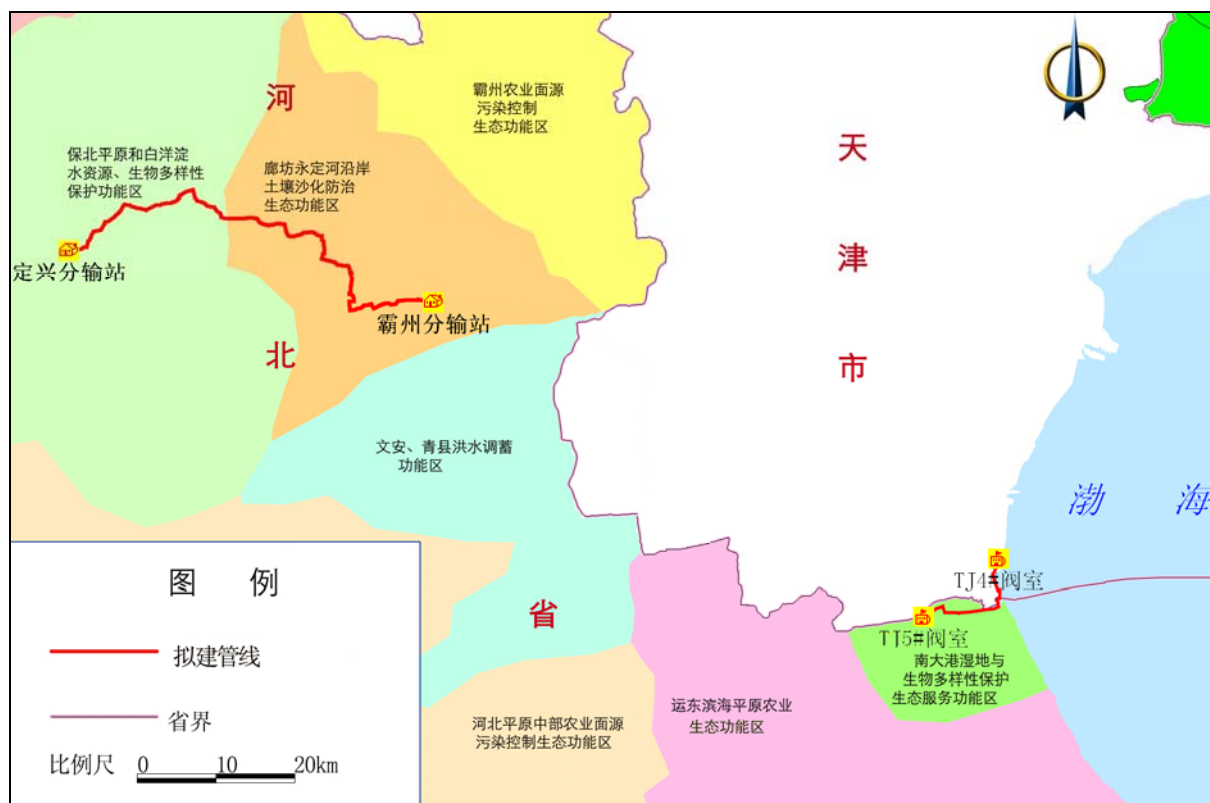 霸州农业面源
污染控制
生态功能区
河
天
保北平原和白洋淀
水资源、生物多样性
保护功能区
廊坊永定河沿岸
土壤沙化防治
生态功能区
津
定兴分输站
霸州分输站
北
市
文安、青县洪水调蓄
功能区
渤 海
图 例
TJ4#阀室
省
TJ5#阀室
拟建管线
南大港湿地与
生物多样性保护
生态服务功能区
运东滨海平原农业
生态功能区
省界
河北平原中部农业面源
污染控制生态功能区
比例尺 0 10 20km